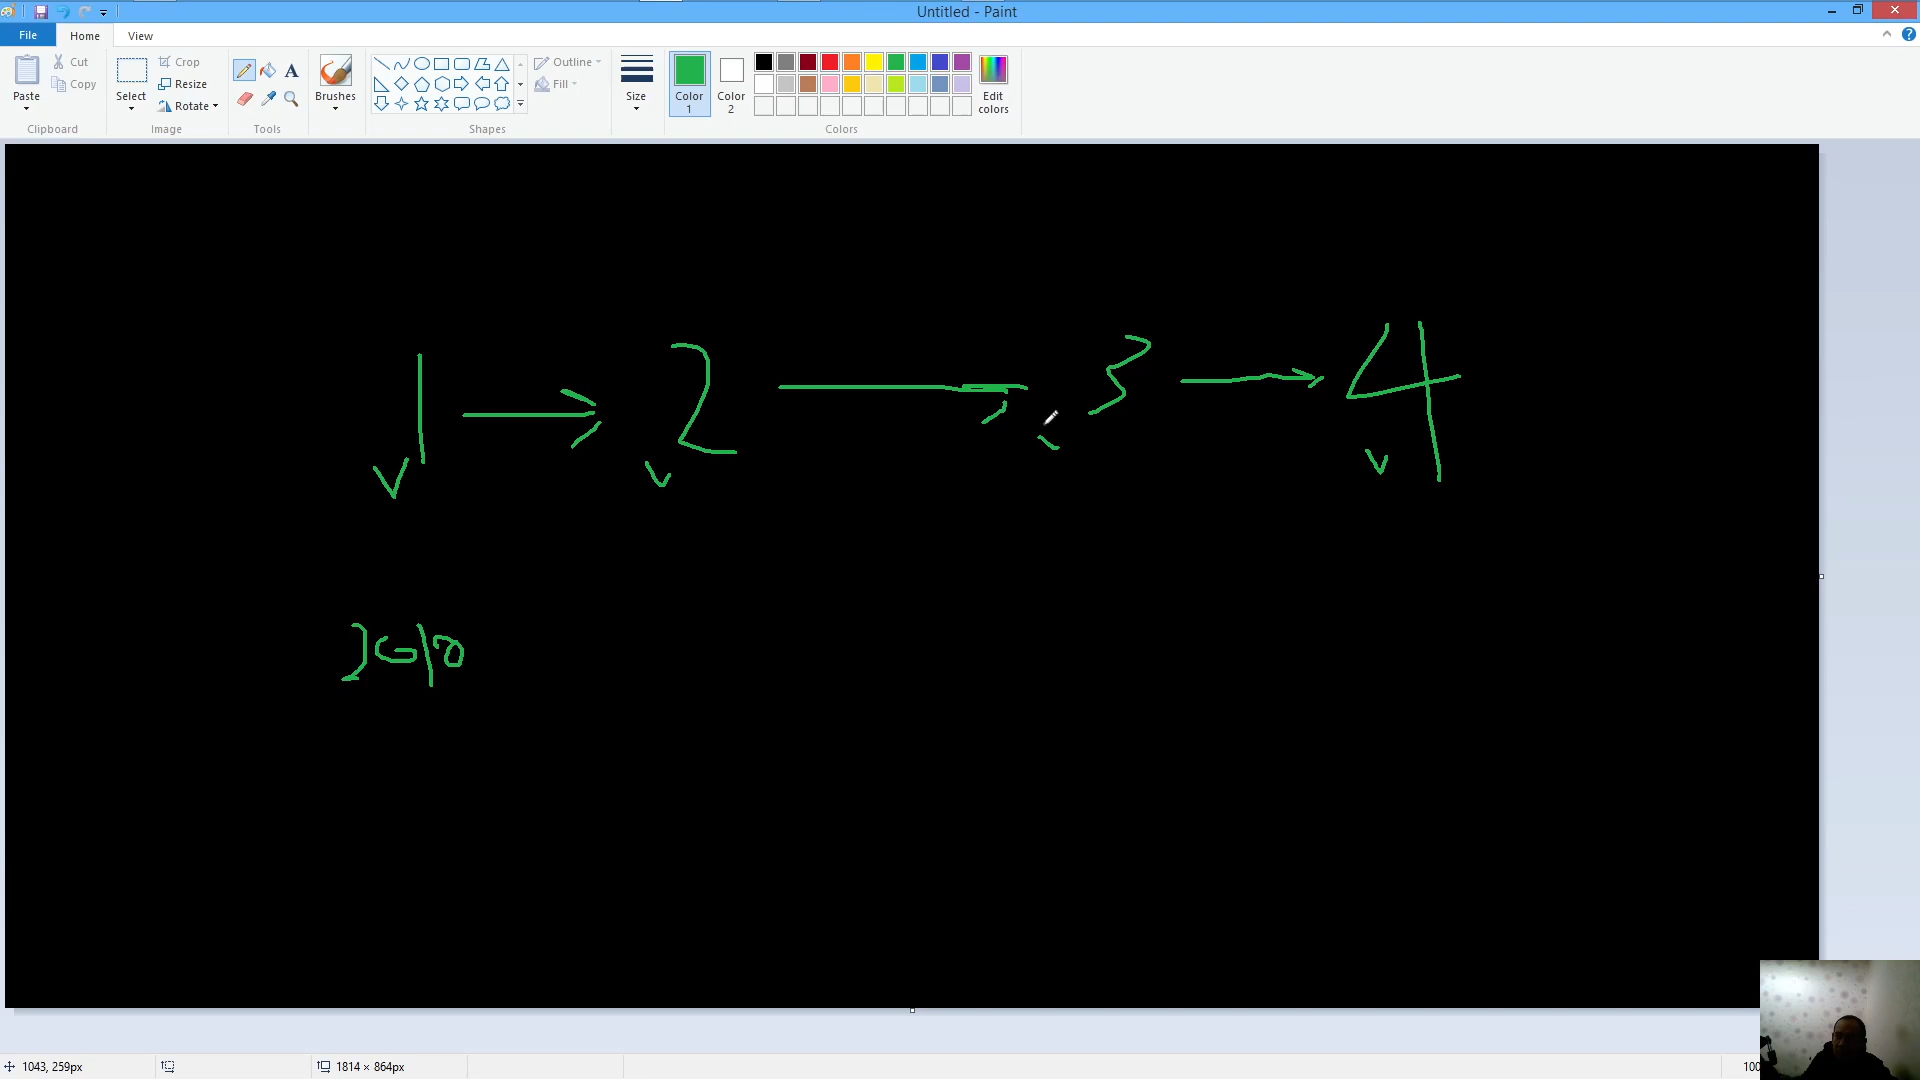 Untitled - Paint
File Home View
Paste Cut Copy Select Crop Resize Rotate Brushes Outline Fill Size Color 1 Color 2 Edit colors
Clipboard Image Tools Shapes Colors
1 → 2 → 3 → 4
v v v
1043, 259px 1814 × 864px 100